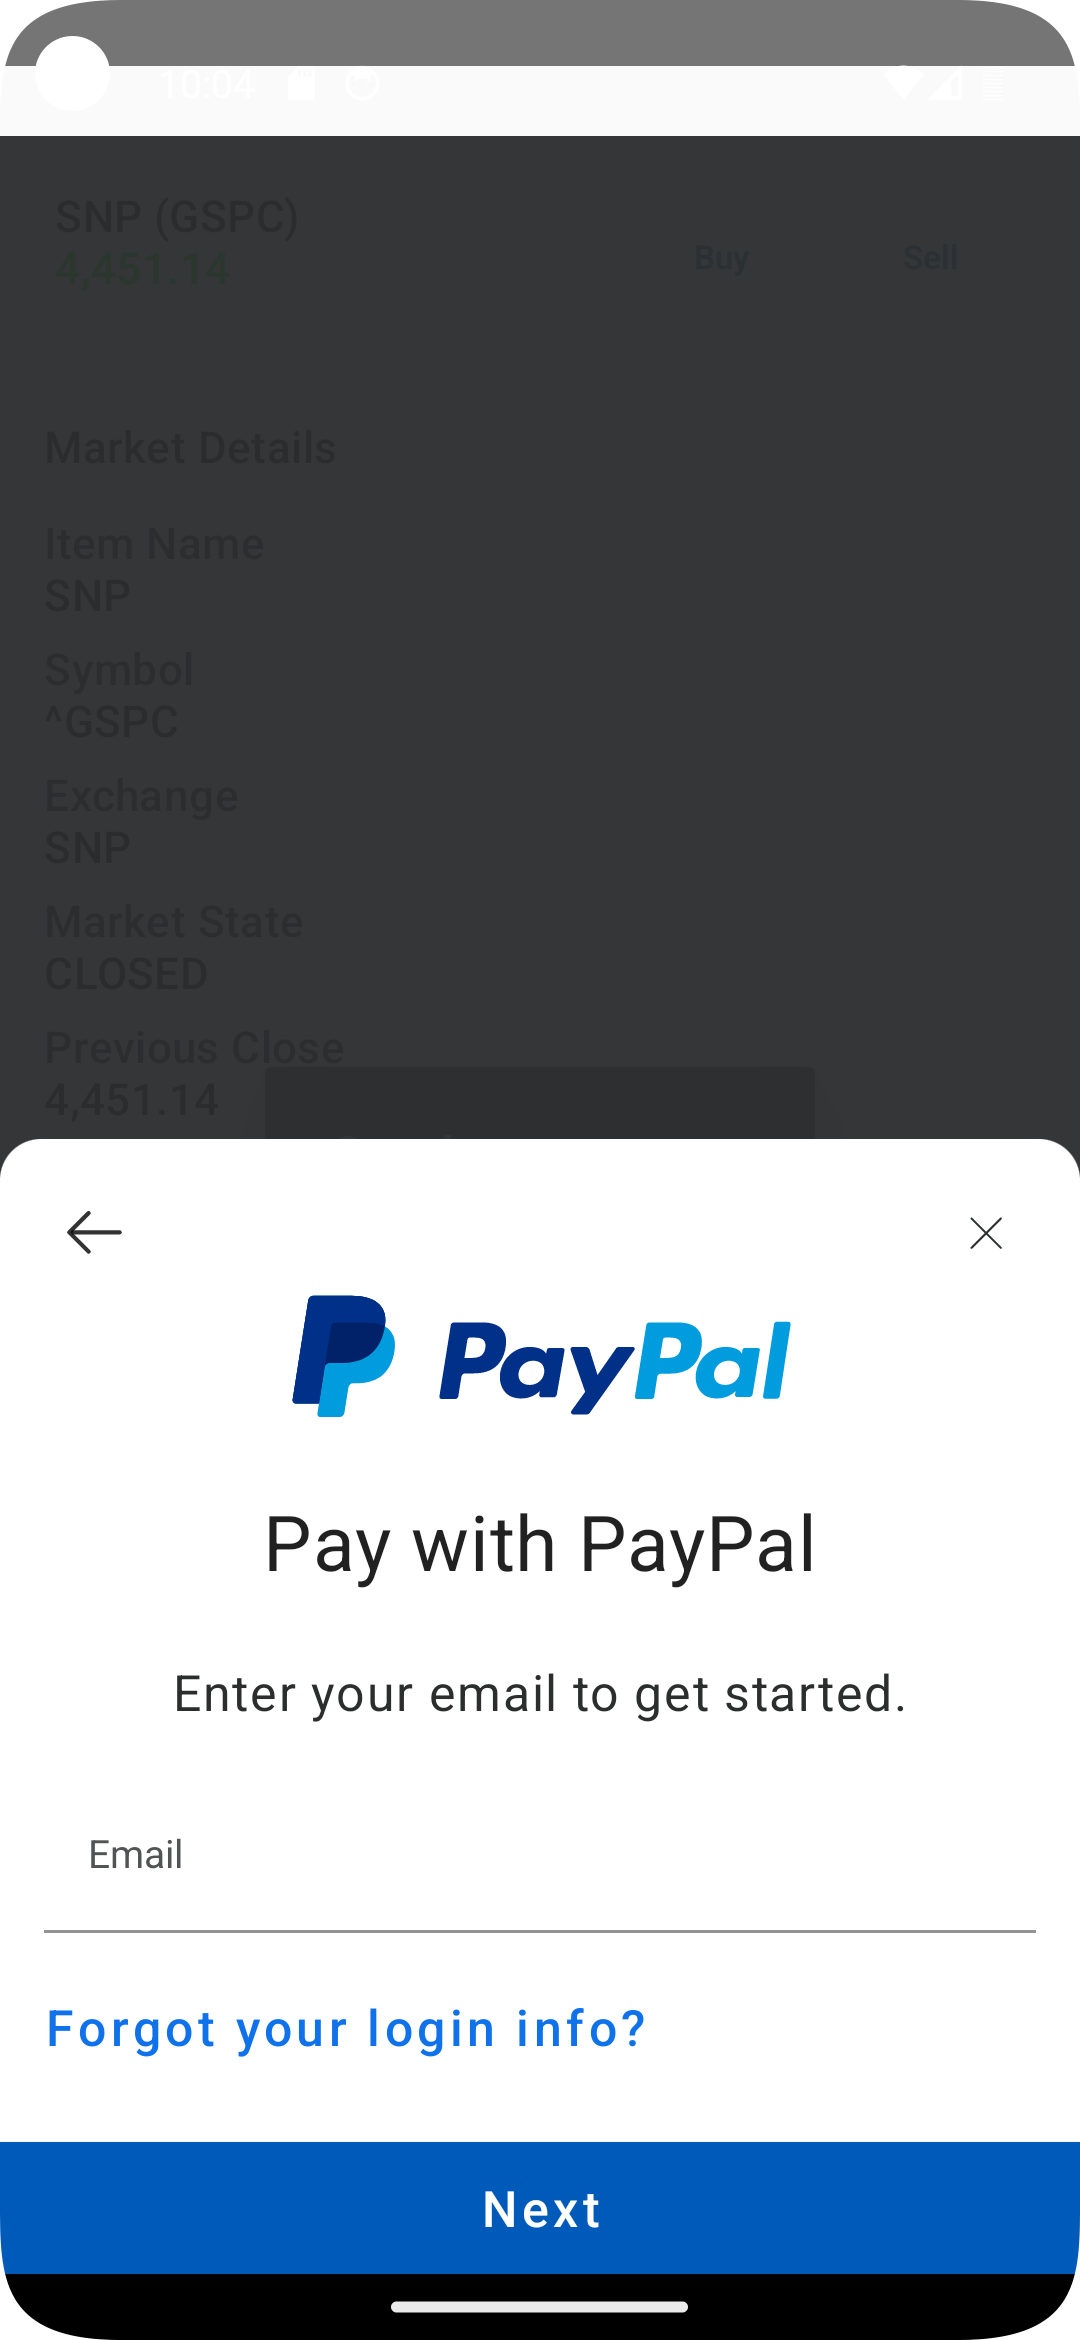 10:04
SNP (GSPC)
4,451.14
Buy
Sell
Market Details
Item Name
SNP
Symbol
^GSPC
Exchange
SNP
Market State
CLOSED
Previous Close
4,451.14
PayPal
Pay with PayPal
Enter your email to get started.
Email
Forgot your login info?
Next